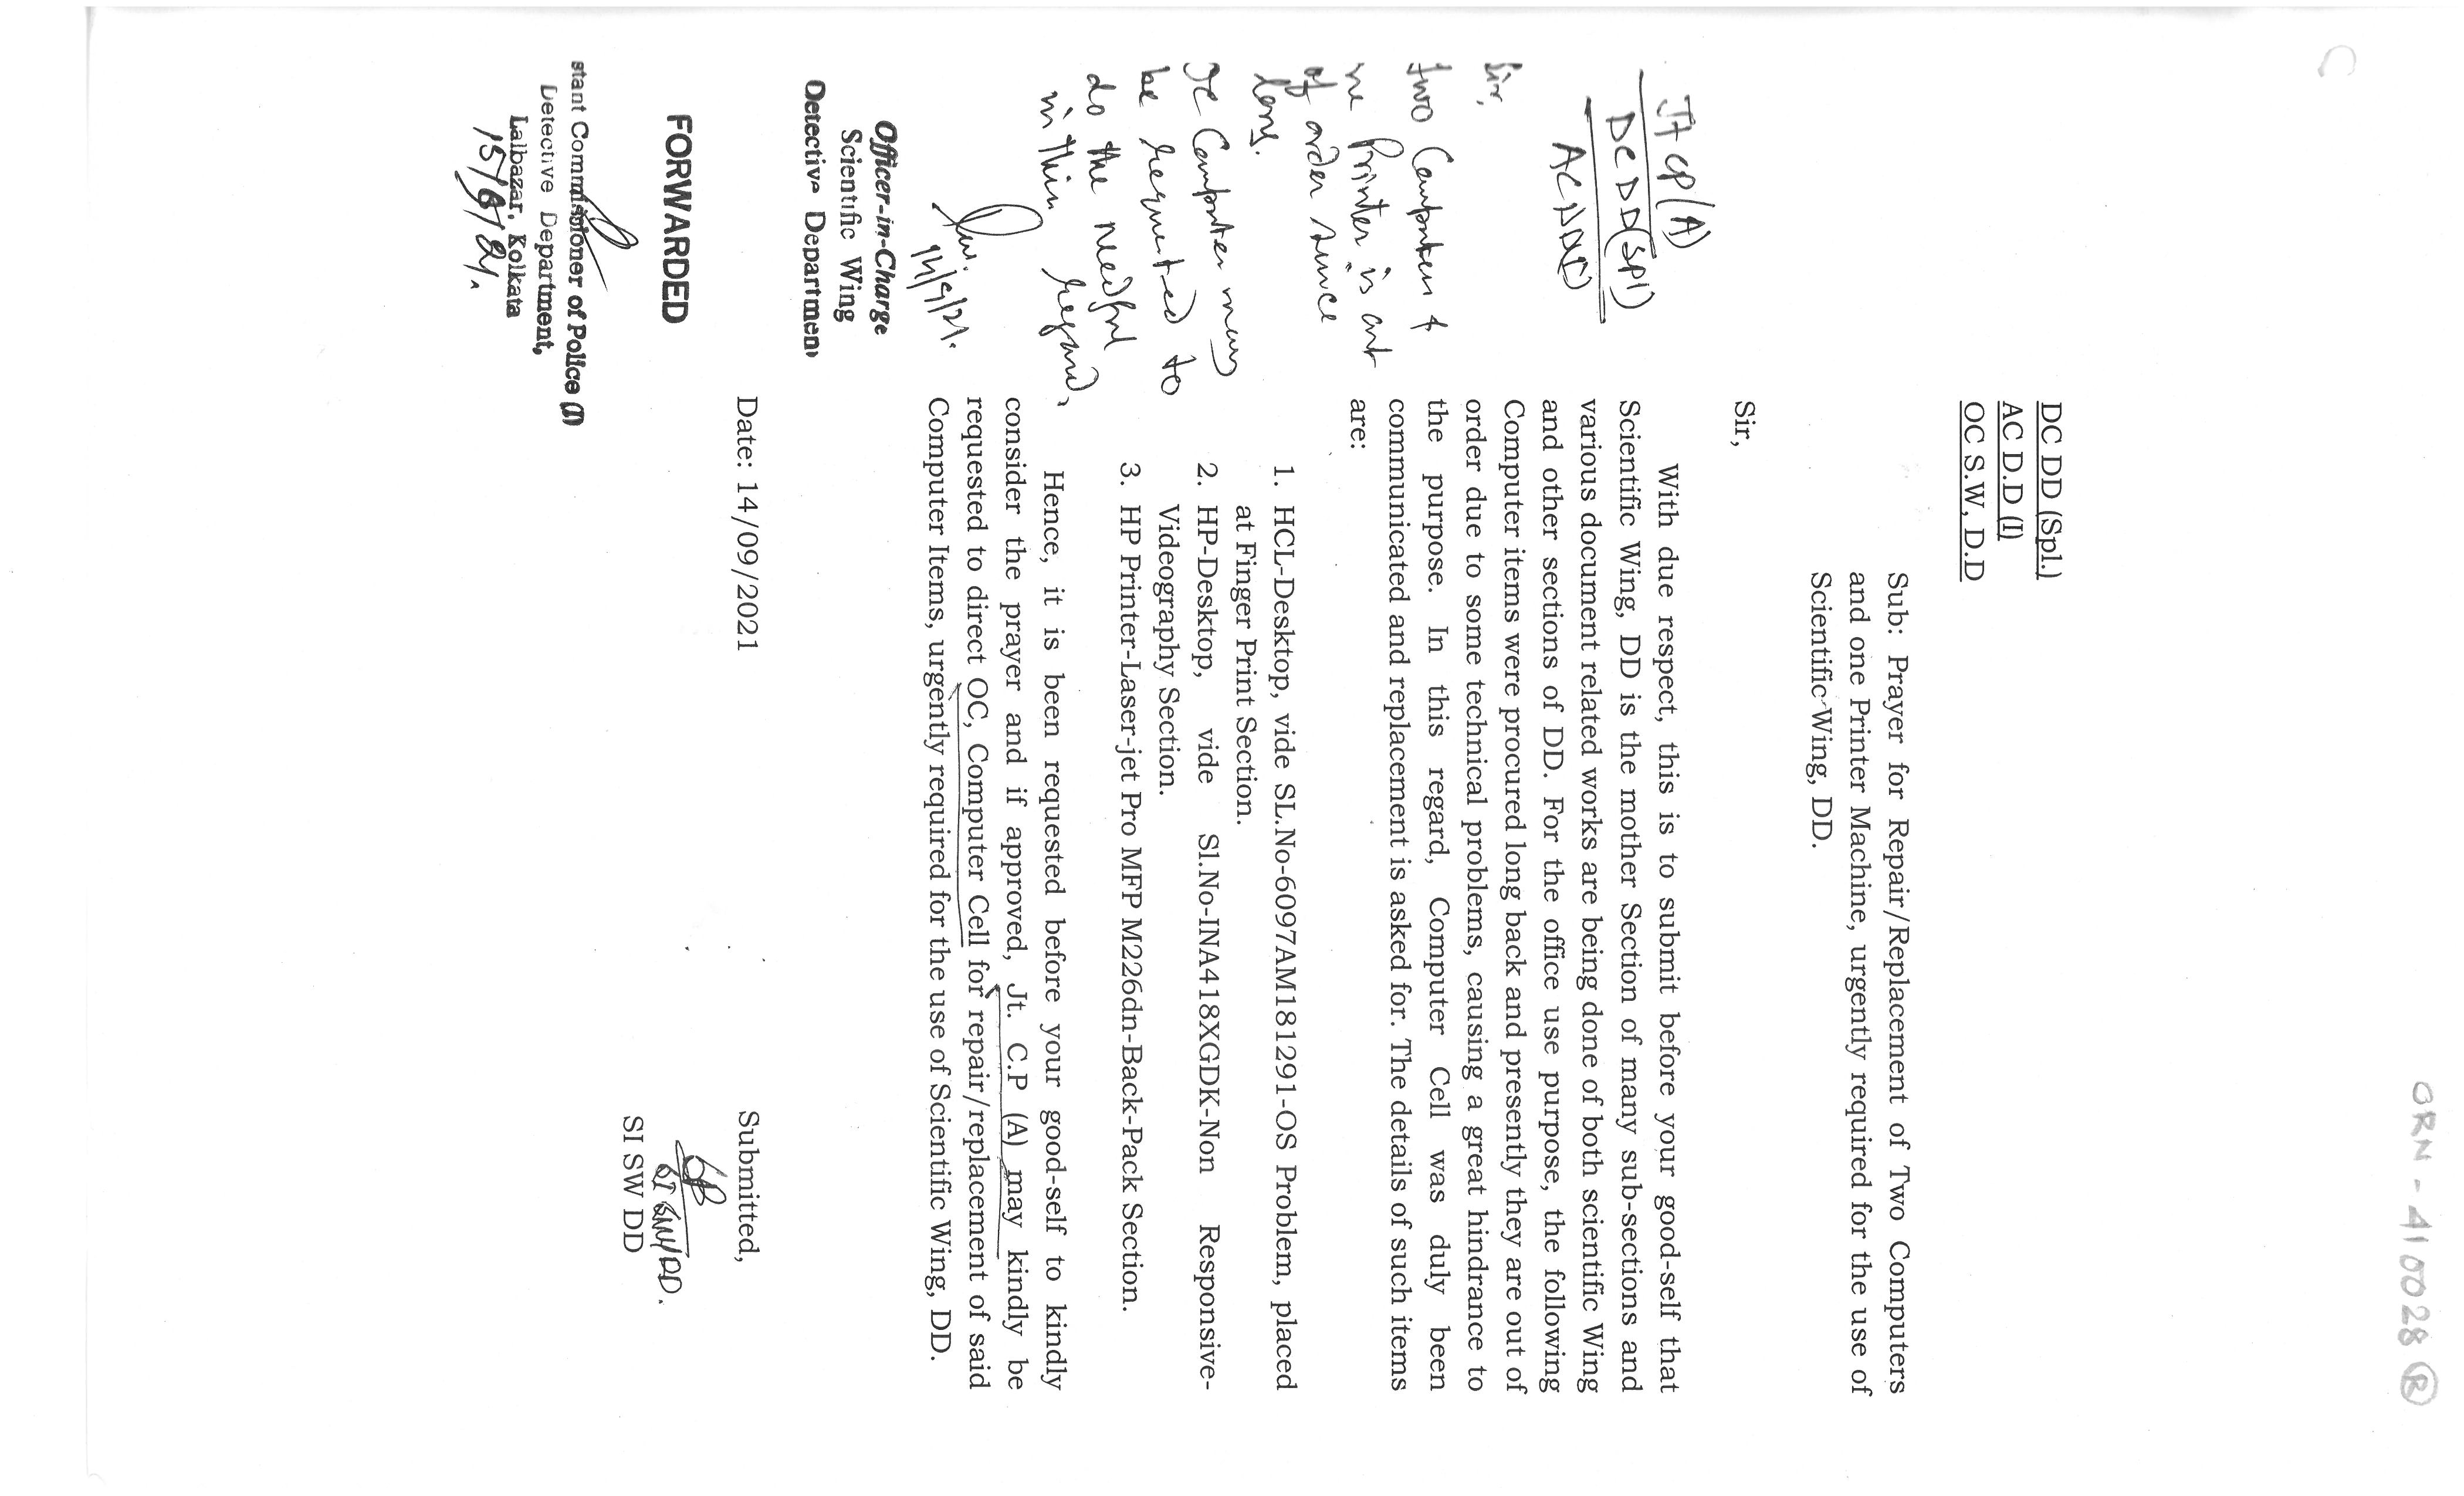 ORN - 410028 R
DC DD (Spl.)
AC D.D (I)
OC S.W, D.D
Sub: Prayer for Repair/Replacement of Two Computers
and one Printer Machine, urgently required for the use of
Scientific Wing, DD.
Sir,
With due respect, this is to submit before your good-self that
Scientific Wing, DD is the mother Section of many sub-sections and
various document related works are being done of both scientific Wing
and other sections of DD. For the office use purpose, the following
Computer items were procured long back and presently they are out of
order due to some technical problems, causing a great hindrance to
the purpose. In this regard, Computer Cell was duly been
communicated and replacement is asked for. The details of such items
are:
1. HCL-Desktop, vide SL.No-6097AM181291-OS Problem, placed
at Finger Print Section.
2. HP-Desktop, vide Sl.No-INA418XGDK-Non Responsive-
Videography Section.
3. HP Printer-Laser-jet Pro MFP M226dn-Back-Pack Section.
Hence, it is been requested before your good-self to kindly
consider the prayer and if approved, Jt. C.P (A) may kindly be
requested to direct OC, Computer Cell for repair/replacement of said
Computer Items, urgently required for the use of Scientific Wing, DD.
Jt CP(A)
DC DD(Spl)
Sir,
two Computers &
Printer is out
of order since
long.
Computer may
be requested to
do the needful
in this regard,
14/9/21.
Officer-in-Charge
Scientific Wing
Detective Department
Date: 14/09/2021
Submitted,
SI SW/DD.
SI SW DD
FORWARDED
stant Commissioner of Police (I)
Detective Department,
Lalbazar, Kolkata
15/9/21.